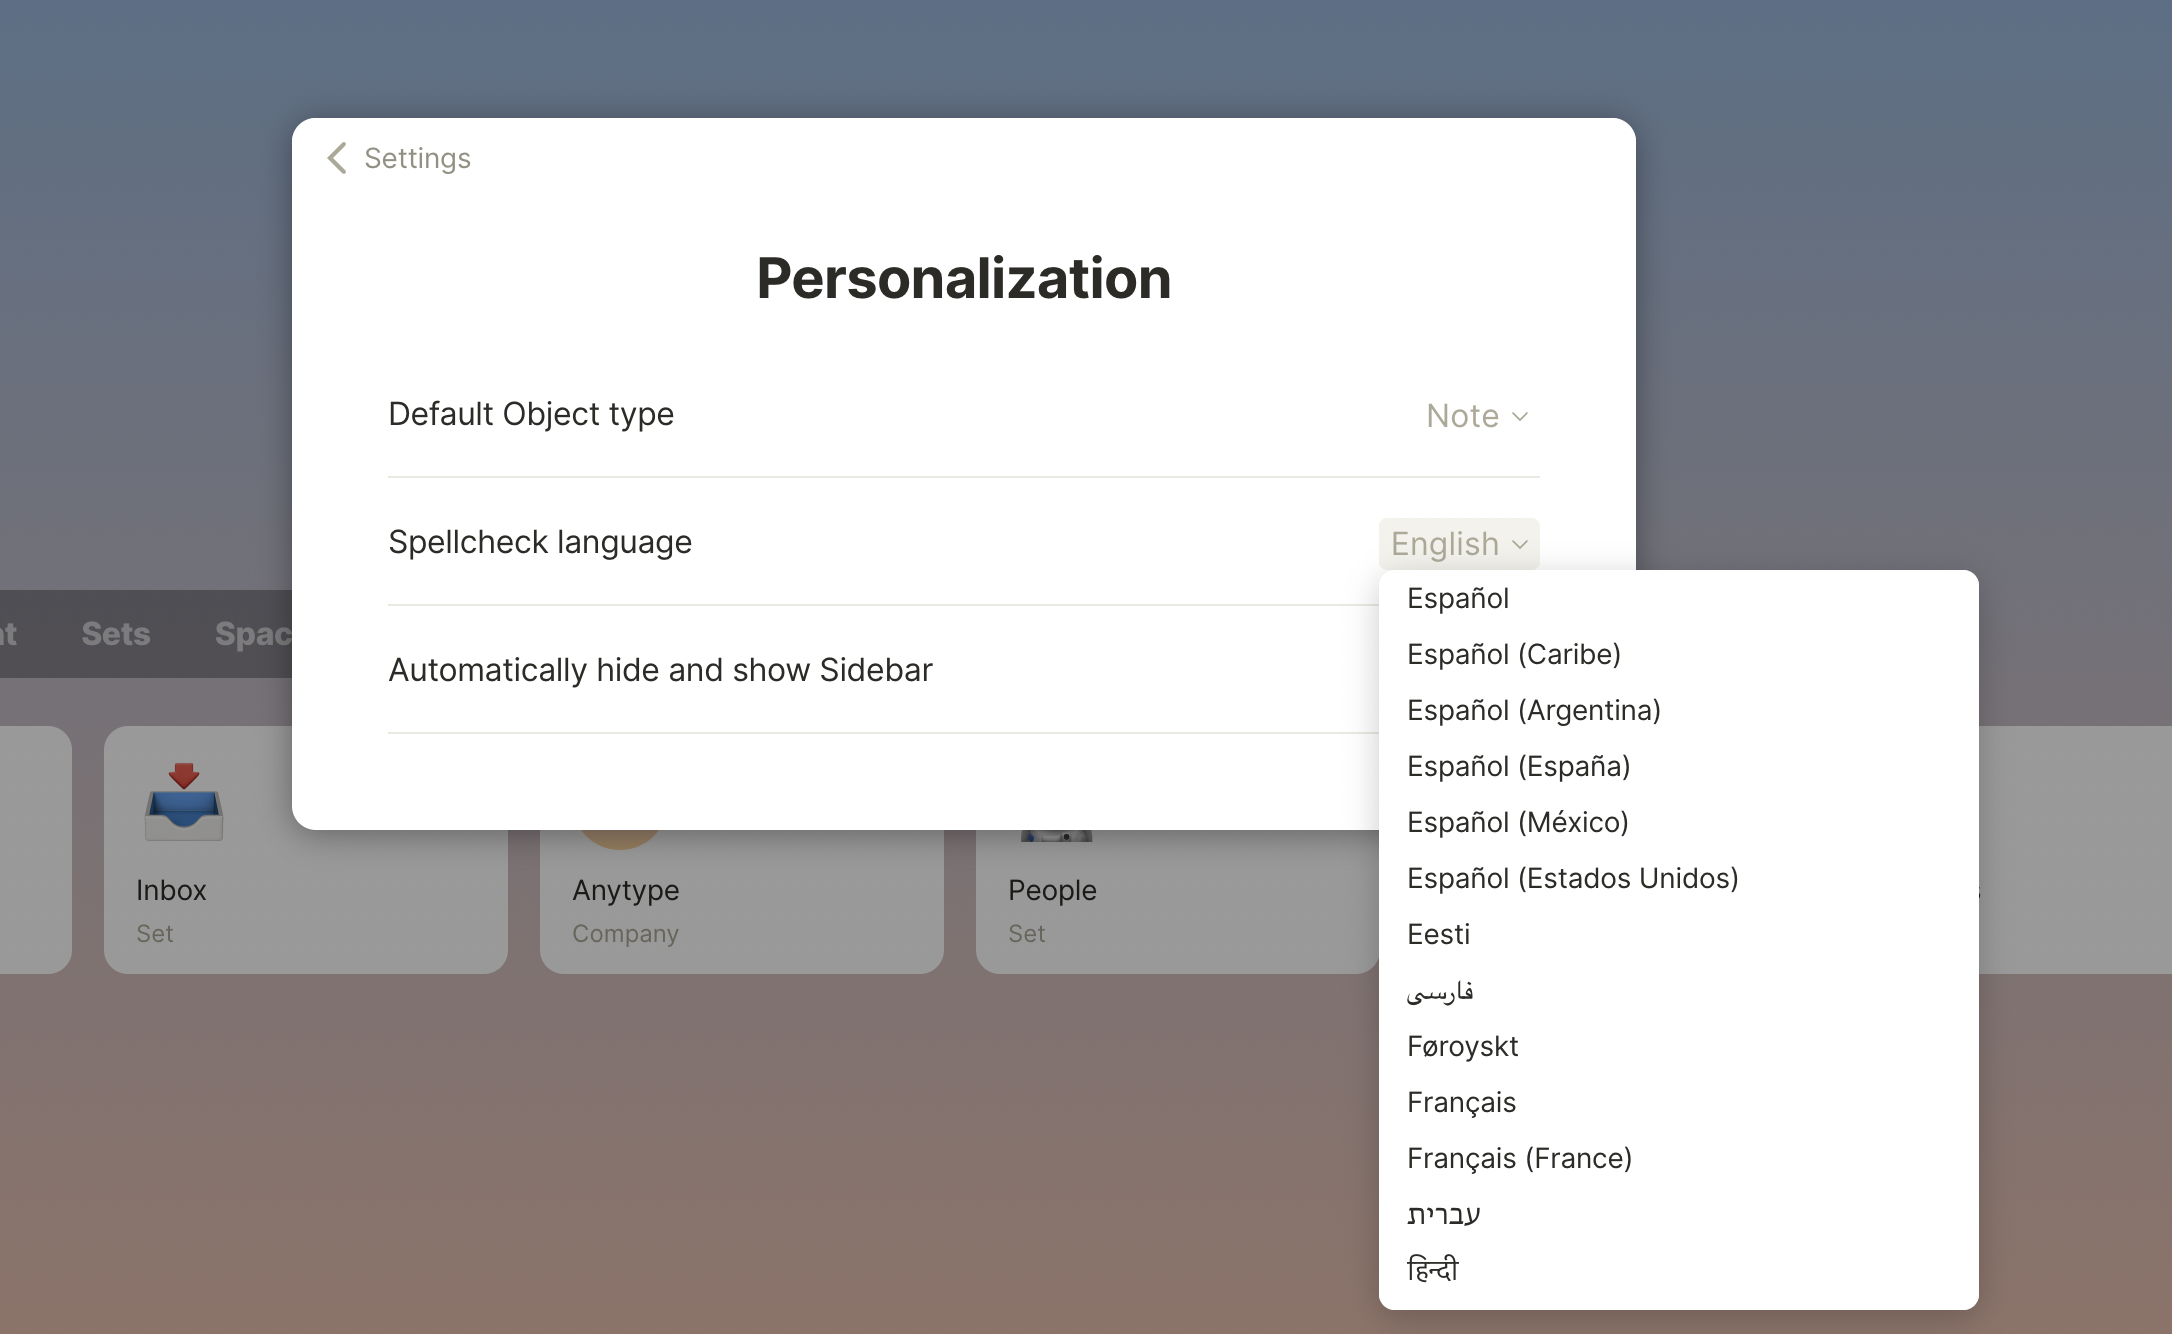 Settings
Personalization
Default Object type
Note
Spellcheck language
English
Automatically hide and show Sidebar
Español
Español (Caribe)
Español (Argentina)
Español (España)
Español (México)
Español (Estados Unidos)
Eesti
فارسی
Føroyskt
Français
Français (France)
עברית
हिन्दी
Sets
Inbox
Set
Anytype
Company
People
Set